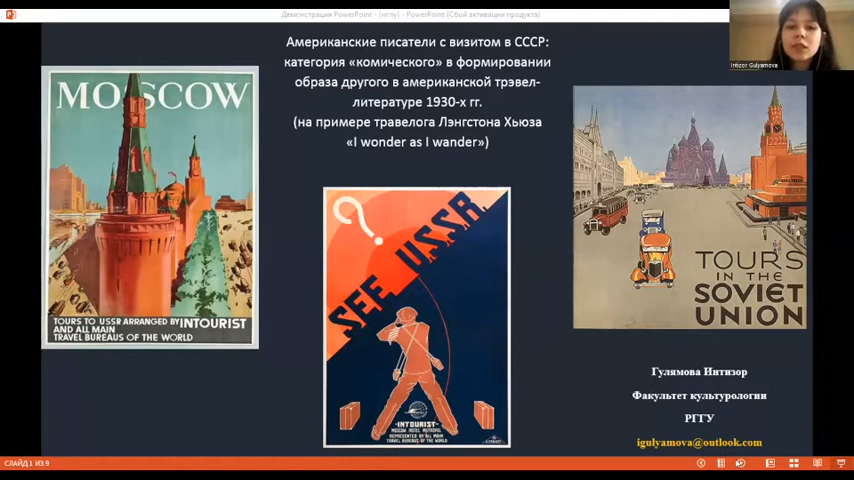 Демонстрация PowerPoint - [нглу] - PowerPoint (Сбой активации продукта)
Intizor Gulyamova
Американские писатели с визитом в СССР:
категория «комического» в формировании
образа другого в американской трэвел-
литературе 1930-х гг.
(на примере травелога Лэнгстона Хьюза
«I wonder as I wander»)
MOSCOW
TOURS TO USSR ARRANGED BY INTOURIST
AND ALL MAIN
TRAVEL BUREAUS OF THE WORLD
?
SEE U.S.S.R.
INTOURIST
MOSCOW HOTEL METROPOL
REPRESENTED BY ALL MAIN
TRAVEL BUREAUS OF THE WORLD
TOURS
IN THE
SOVIET
UNION
Гулямова Интизор
Факультет культурологии
РГГУ
igulyamova@outlook.com
СЛАЙД 1 ИЗ 9